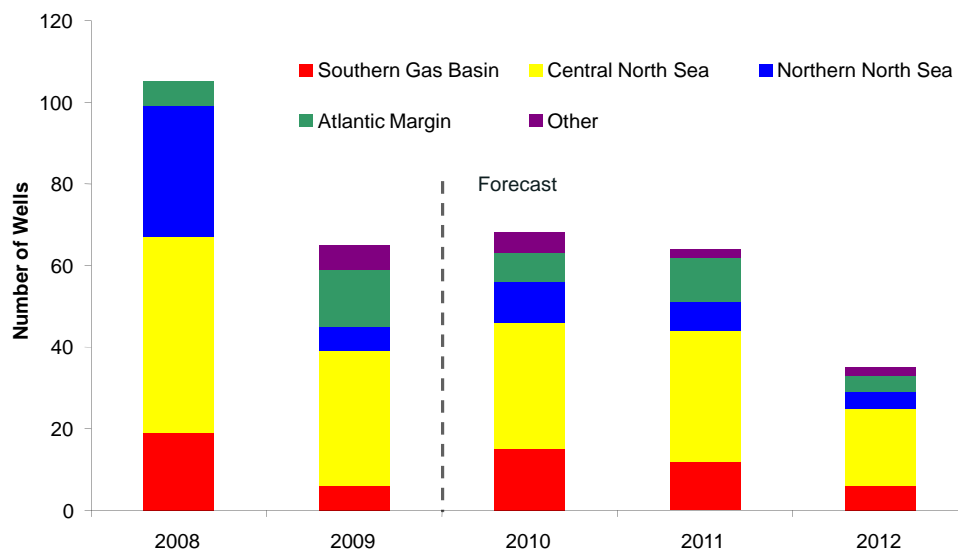 120
100
80
60
40
20
0
Number of Wells
Southern Gas Basin Central North Sea Northern North Sea
Atlantic Margin Other
Forecast
2008 2009 2010 2011 2012